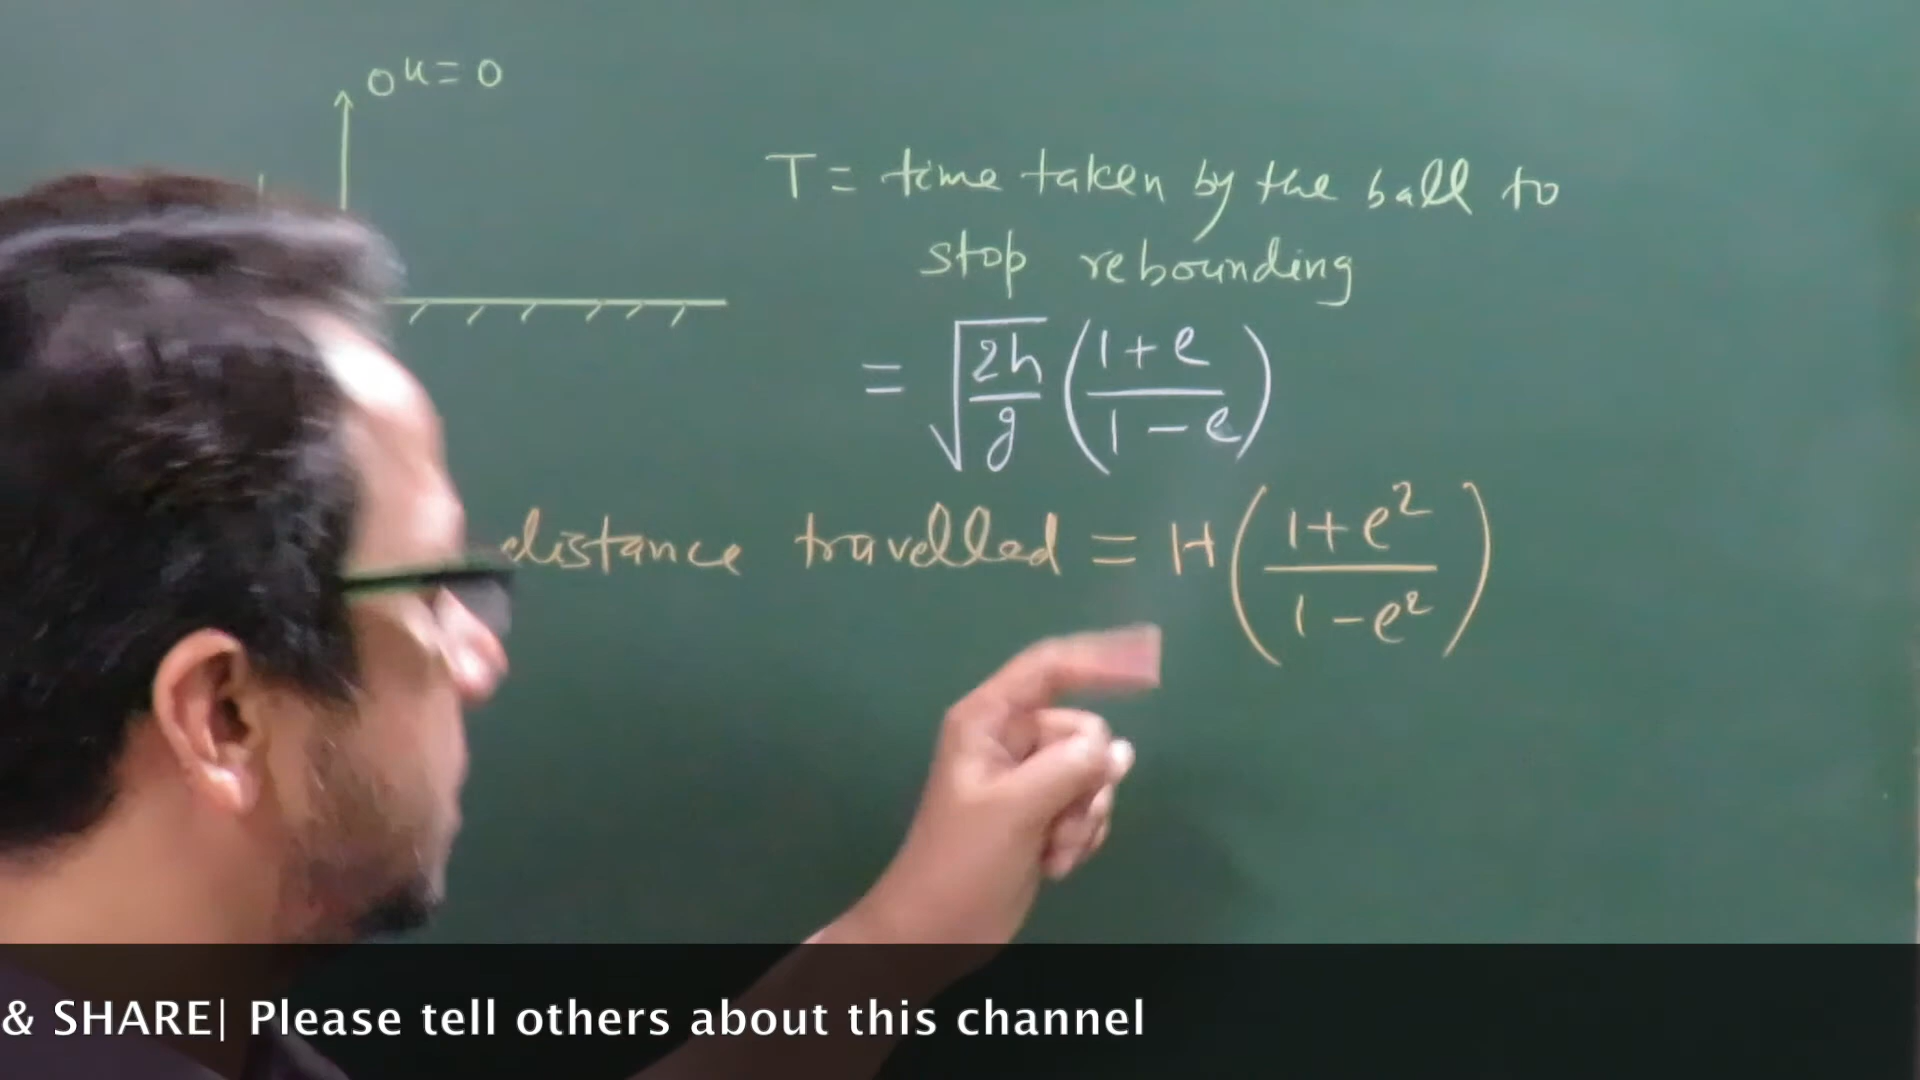 u = 0
T = time taken by the ball to
stop rebounding
= √(2h/g) ((1 + e)/(1 - e))
distance travelled = H((1 + e²)/(1 - e²))
& SHARE| Please tell others about this channel